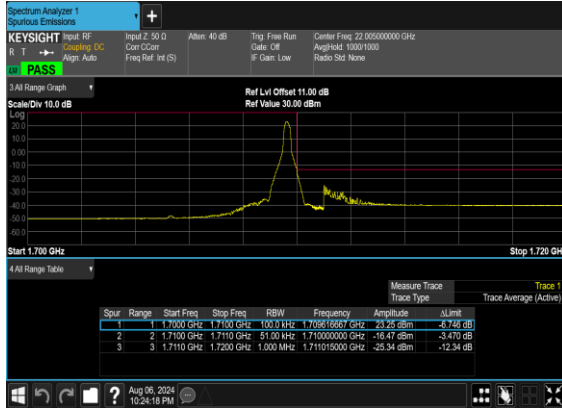 Spectrum Analyzer 1
Spurious Emissions
KEYSIGHT Input: RF Input Z: 50 Ω Atten: 40 dB Trig: Free Run Center Freq: 22.005000000 GHz
R T Coupling: DC Corr CCorr Gate: Off Avg|Hold: 1000/1000
Align: Auto Freq Ref: Int (S) IF Gain: Low Radio Std: None
PASS
3 All Range Graph
Ref Lvl Offset 11.00 dB
Scale/Div 10.0 dB Ref Value 30.00 dBm
Log
20.0
10.0
0.00
-10.0
-20.0
-30.0
-40.0
-50.0
-60.0
Start 1.700 GHz Stop 1.720 GH
4 All Range Table
Measure Trace Trace 1
Trace Type Trace Average (Active)
Spur Range Start Freq Stop Freq RBW Frequency Amplitude ΔLimit
1 1 1.7000 GHz 1.7100 GHz 100.0 kHz 1.709616667 GHz 23.25 dBm -6.746 dB
2 2 1.7100 GHz 1.7110 GHz 51.00 kHz 1.710000000 GHz -16.47 dBm -3.470 dB
3 3 1.7110 GHz 1.7200 GHz 1.000 MHz 1.711015000 GHz -25.34 dBm -12.34 dB
Aug 06, 2024
10:24:18 PM